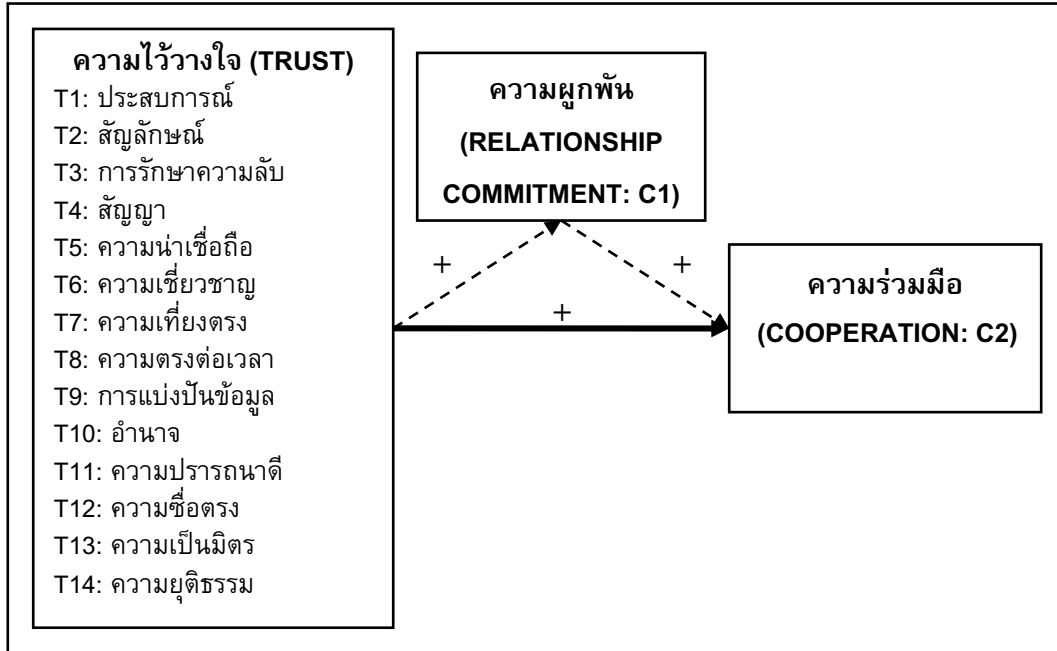 ความไว้วางใจ (TRUST)
T1: ประสบการณ์
T2: สัญลักษณ์
T3: การรักษาความลับ
T4: สัญญา
T5: ความน่าเชื่อถือ
T6: ความเชี่ยวชาญ
T7: ความเที่ยงตรง
T8: ความตรงต่อเวลา
T9: การแบ่งปันข้อมูล
T10: อำนาจ
T11: ความปรารถนาดี
T12: ความซื่อตรง
T13: ความเป็นมิตร
T14: ความยุติธรรม
ความผูกพัน
(RELATIONSHIP
COMMITMENT: C1)
+
+
+
ความร่วมมือ
(COOPERATION: C2)